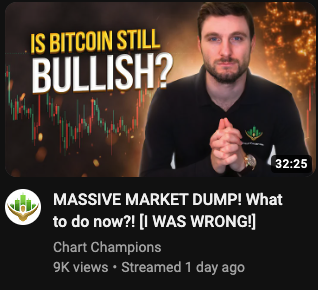 IS BITCOIN STILL
BULLISH?
32:25
MASSIVE MARKET DUMP! What
to do now?! [I WAS WRONG!]
Chart Champions
9K views • Streamed 1 day ago